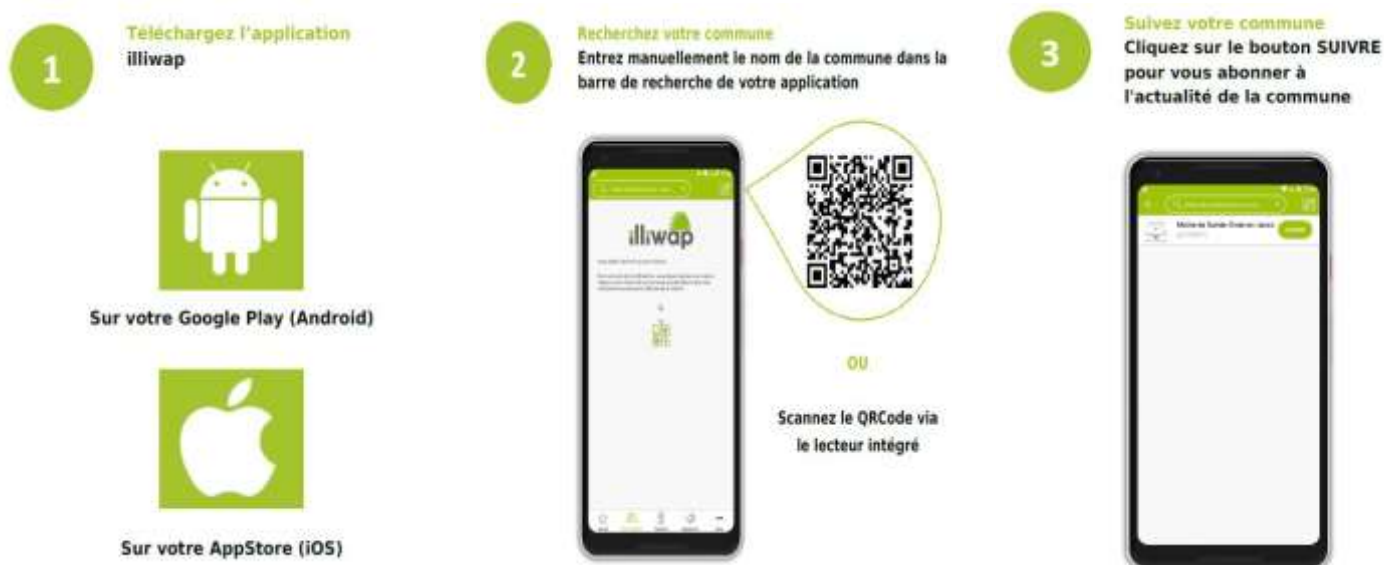 1
Téléchargez l'application
illiwap
Sur votre Google Play (Android)
Sur votre AppStore (iOS)
2
Recherchez votre commune
Entrez manuellement le nom de la commune dans la
barre de recherche de votre application
illiwap
OU
Scannez le QRCode via
le lecteur intégré
3
Suivez votre commune
Cliquez sur le bouton SUIVRE
pour vous abonner à
l'actualité de la commune